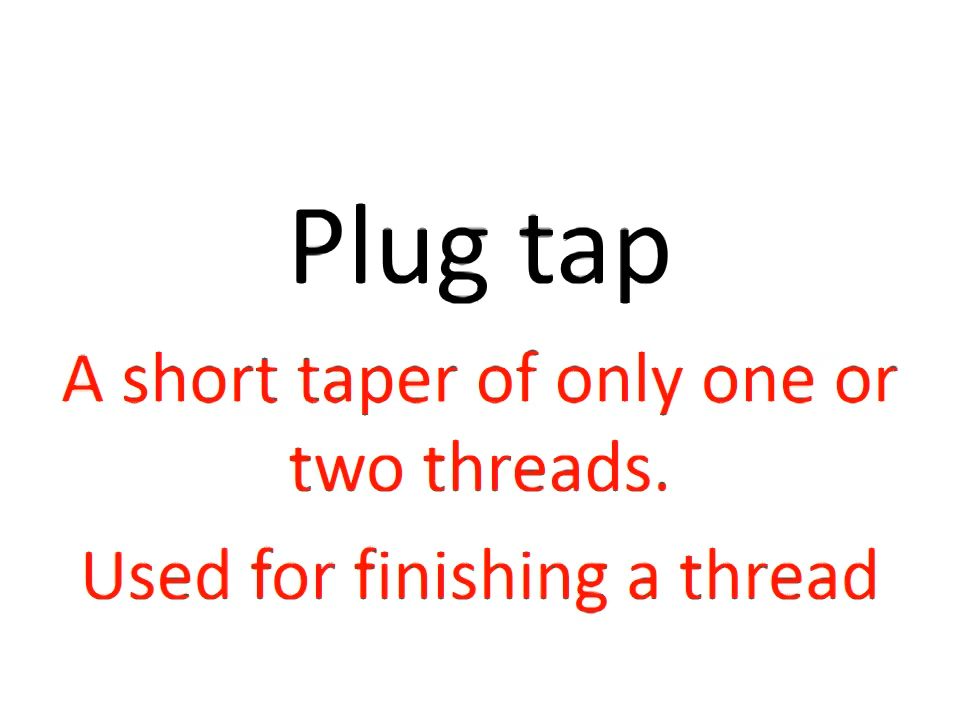 Plug tap
A short taper of only one or
two threads.
Used for finishing a thread